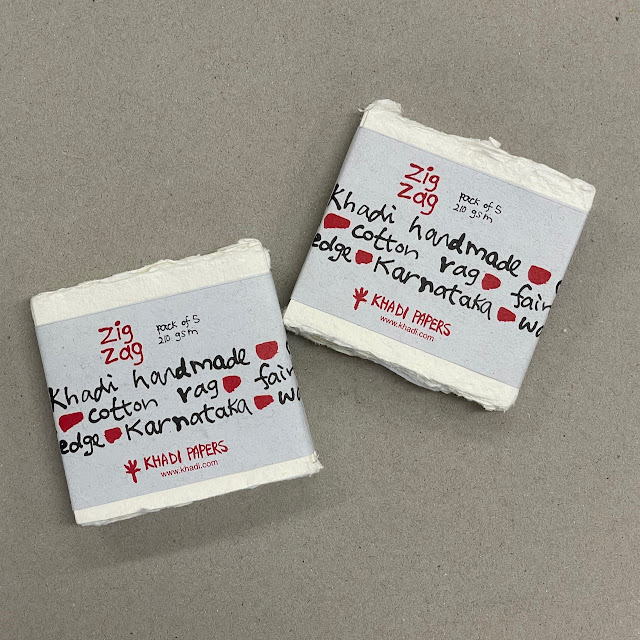 Zig
Zag
pack of 5
210 gsm
Khadi handmade
cotton rag fair
edge Karnataka
KHADI PAPERS
www.khadi.com
Zig
Zag
pack of 5
210 gsm
Khadi handmade
cotton rag fair
edge Karnataka
KHADI PAPERS
www.khadi.com